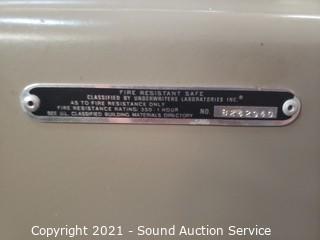 FIRE RESISTANT SAFE
CLASSIFIED BY UNDERWRITERS LABORATORIES INC.®
AS TO FIRE RESISTANCE ONLY
FIRE RESISTANCE RATING: 350-1 HOUR
SEE U/L CLASSIFIED BUILDING MATERIALS DIRECTORY
NO.
Copyright 2021 - Sound Auction Service